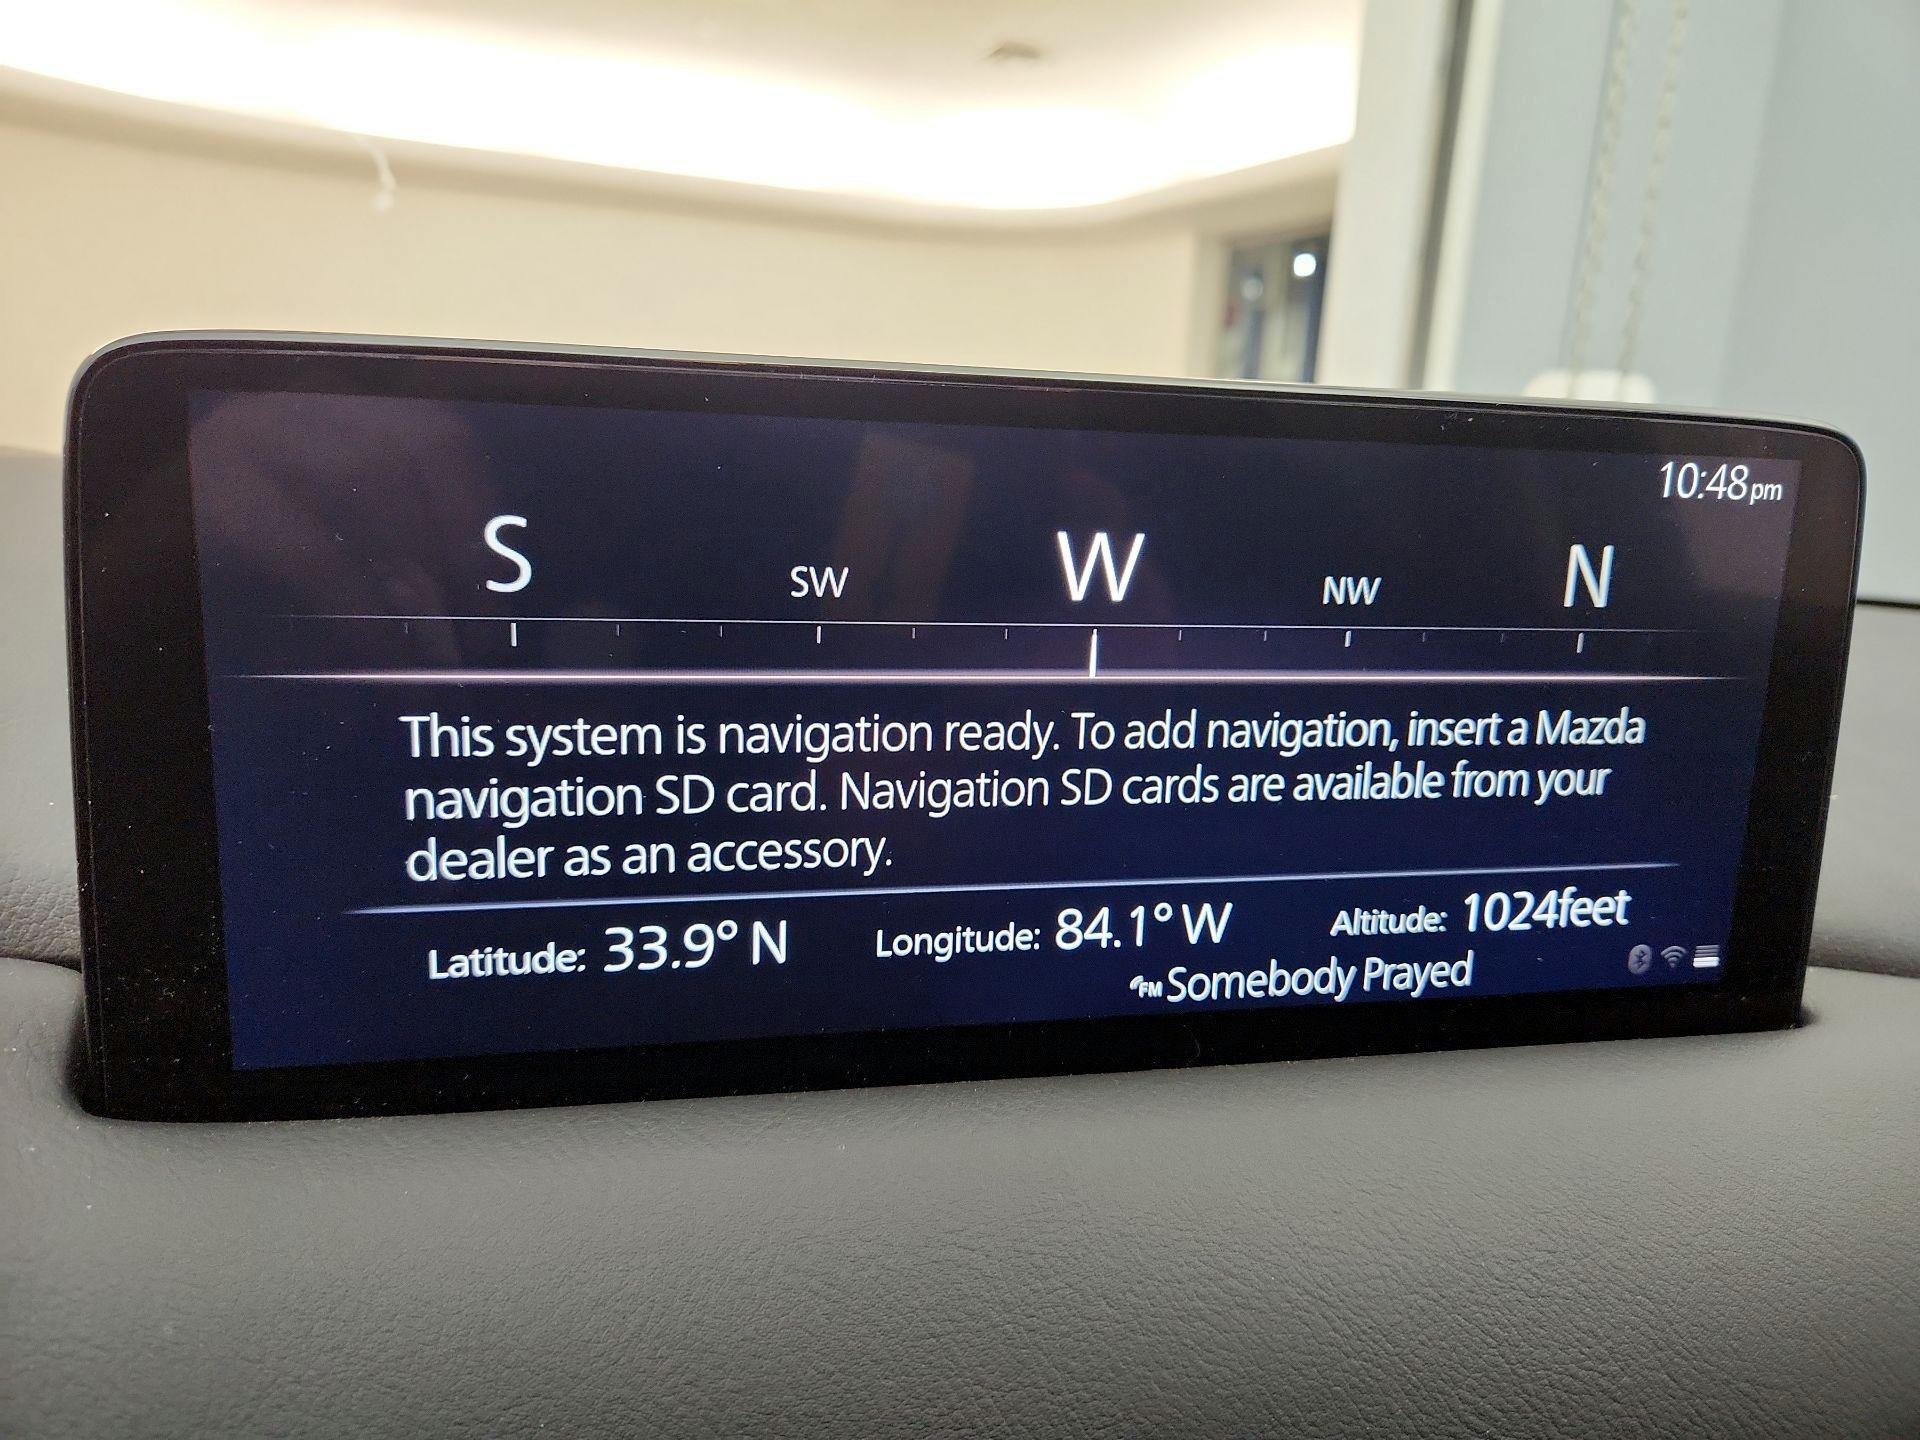 10:48pm
S SW W NW N
This system is navigation ready. To add navigation, insert a Mazda
navigation SD card. Navigation SD cards are available from your
dealer as an accessory.
Latitude: 33.9° N Longitude: 84.1° W Altitude: 1024feet
FM Somebody Prayed